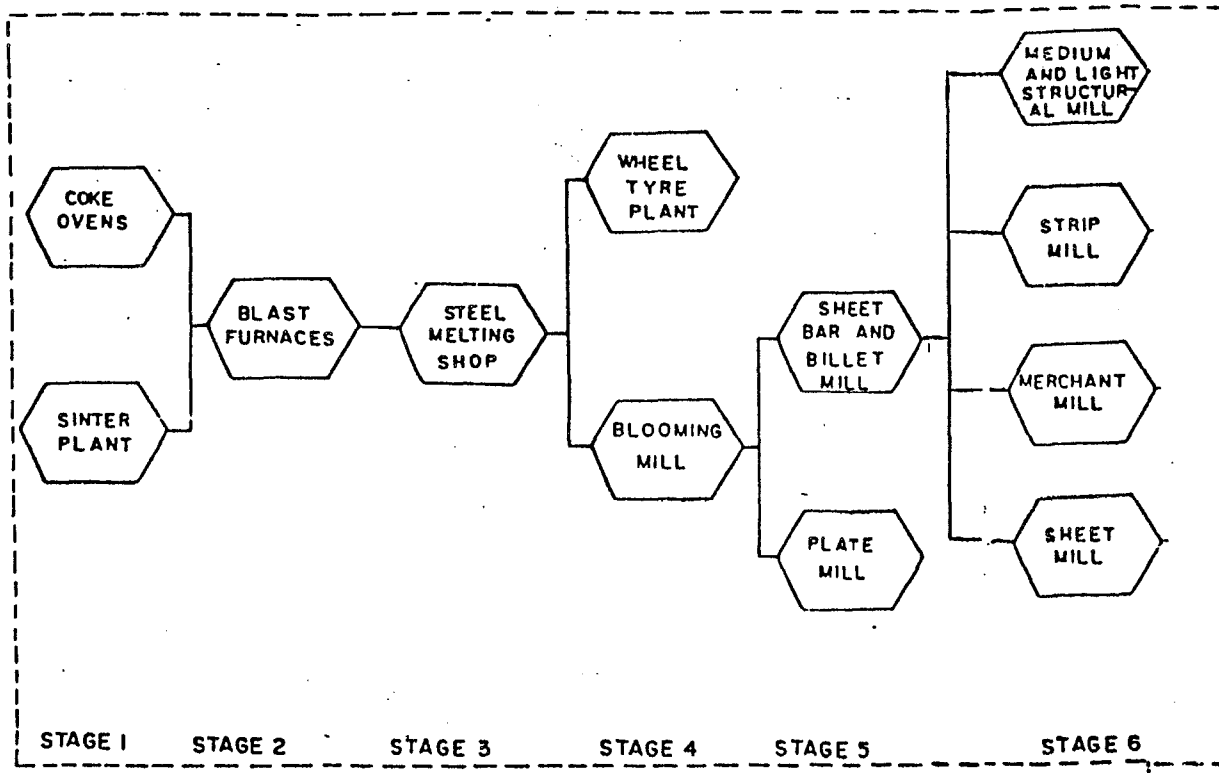 COKE
OVENS
SINTER
PLANT
BLAST
FURNACES
STEEL
MELTING
SHOP
WHEEL
TYRE
PLANT
BLOOMING
MILL
SHEET
BAR AND
BILLET
MILL
PLATE
MILL
MEDIUM
AND LIGHT
STRUCTUR-
AL MILL
STRIP
MILL
MERCHANT
MILL
SHEET
MILL
STAGE 1 STAGE 2 STAGE 3 STAGE 4 STAGE 5 STAGE 6